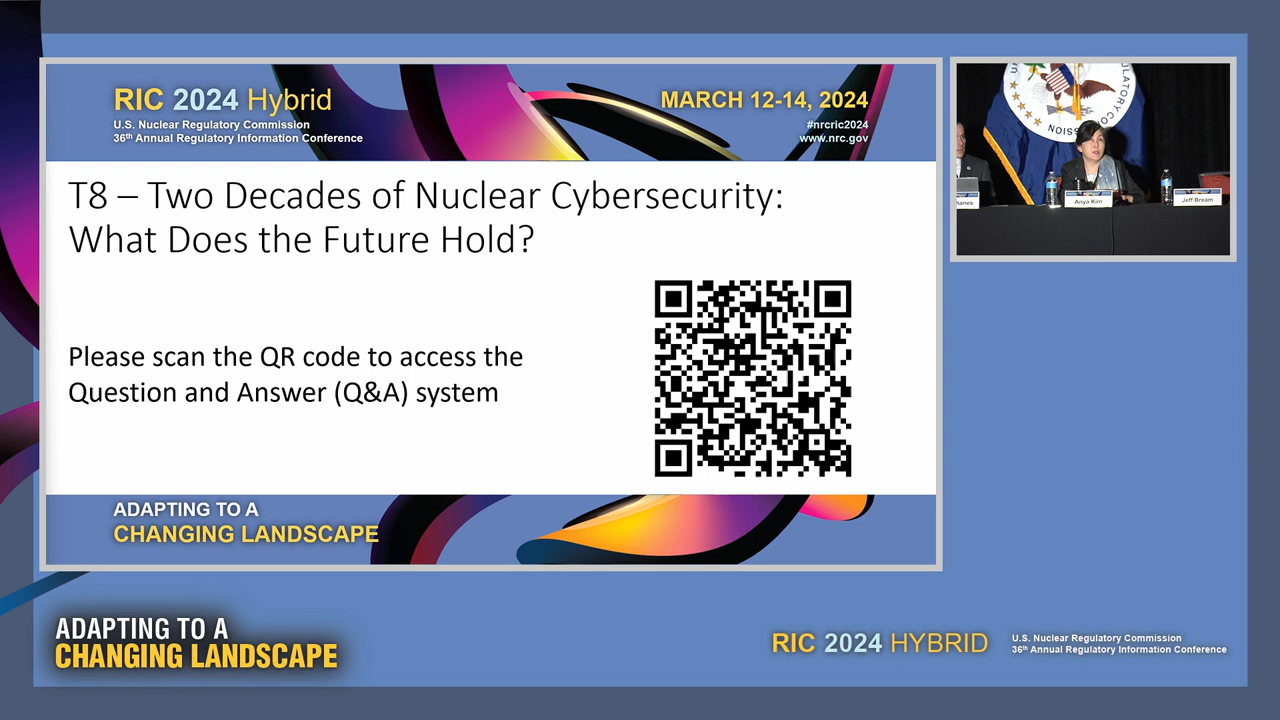 RIC 2024 Hybrid
U.S. Nuclear Regulatory Commission
36th Annual Regulatory Information Conference
MARCH 12-14, 2024
#nrcric2024
www.nrc.gov
T8 – Two Decades of Nuclear Cybersecurity:
What Does the Future Hold?
Please scan the QR code to access the
Question and Answer (Q&A) system
ADAPTING TO A
CHANGING LANDSCAPE
Anya Kim
Jeff Bream
ADAPTING TO A
CHANGING LANDSCAPE
RIC 2024 HYBRID
U.S. Nuclear Regulatory Commission
36th Annual Regulatory Information Conference